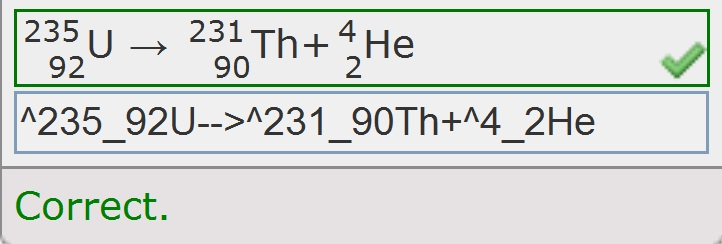 ²³⁵₉₂U → ²³¹₉₀Th + ⁴₂He
^235_92U-->^231_90Th+^4_2He
Correct.